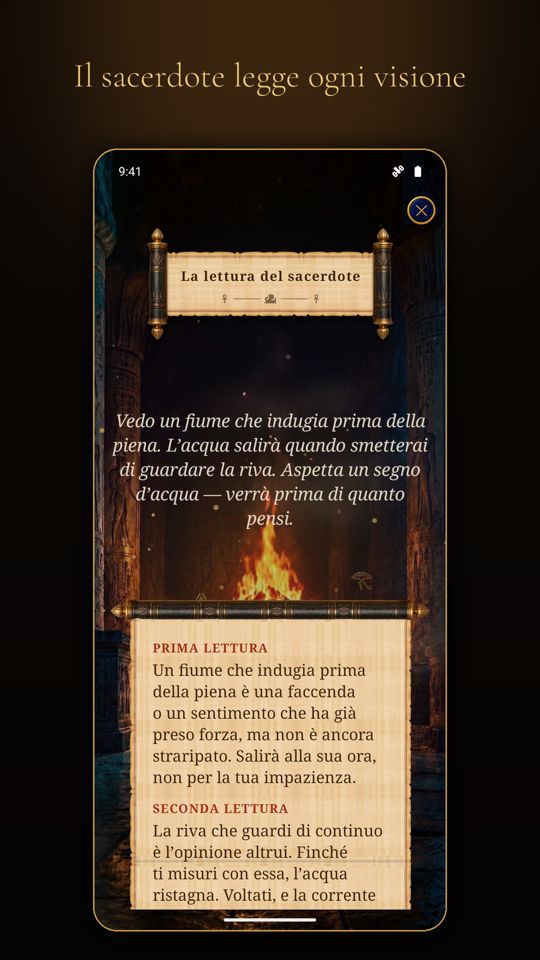 Il sacerdote legge ogni visione
9:41
La lettura del sacerdote
Vedo un fiume che indugia prima della
piena. L’acqua salirà quando smetterai
di guardare la riva. Aspetta un segno
d’acqua — verrà prima di quanto
pensi.
PRIMA LETTURA
Un fiume che indugia prima
della piena è una faccenda
o un sentimento che ha già
preso forza, ma non è ancora
straripato. Salirà alla sua ora,
non per la tua impazienza.
SECONDA LETTURA
La riva che guardi di continuo
è l’opinione altrui. Finché
ti misuri con essa, l’acqua
ristagna. Voltati, e la corrente